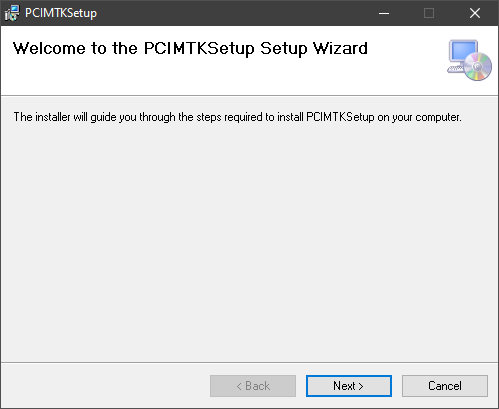 PCIMTKSetup
Welcome to the PCIMTKSetup Setup Wizard
The installer will guide you through the steps required to install PCIMTKSetup on your computer.
< Back
Next >
Cancel